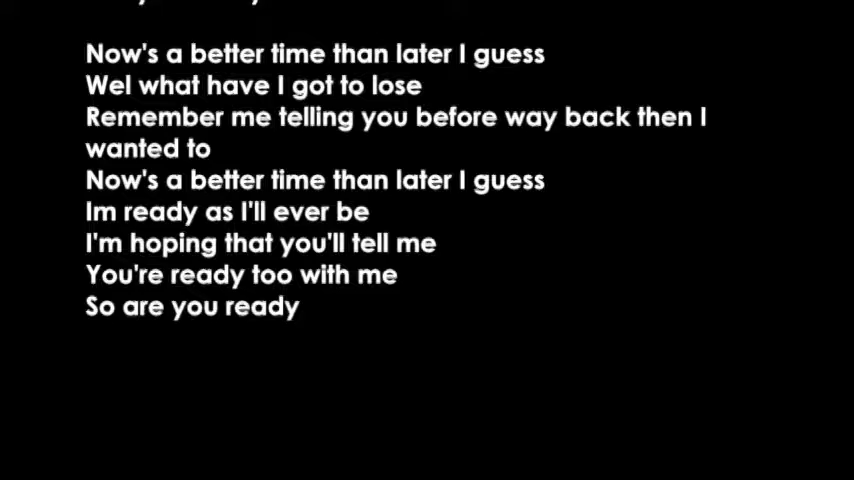 Now's a better time than later I guess
Wel what have I got to lose
Remember me telling you before way back then I
wanted to
Now's a better time than later I guess
Im ready as I'll ever be
I'm hoping that you'll tell me
You're ready too with me
So are you ready